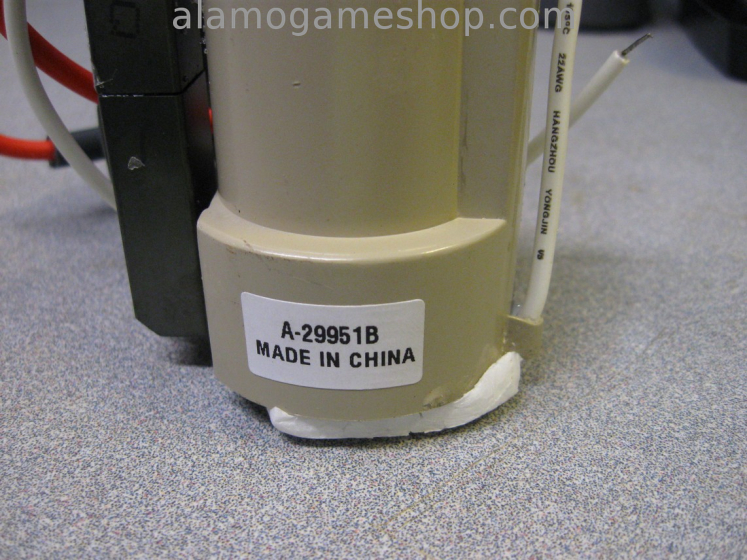 alamogameshop.com
22AWG HANGZHOU YONGJIN
A-29951B
MADE IN CHINA